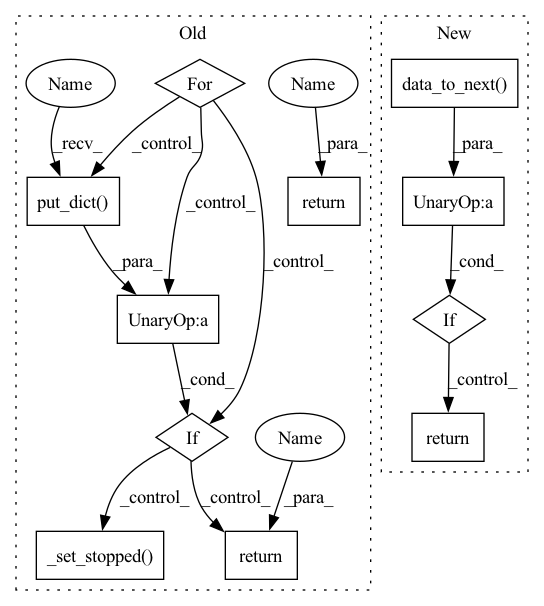 Old
New
Name
For
Name
data_to_next()
_recv_
_control_
_para_
_para_
put_dict()
_control_
return
UnaryOp:a
_para_
_control_
_cond_
UnaryOp:a
If
_cond_
_control_
If
Name
return
_control_
_control_
_para_
_set_stopped()
return